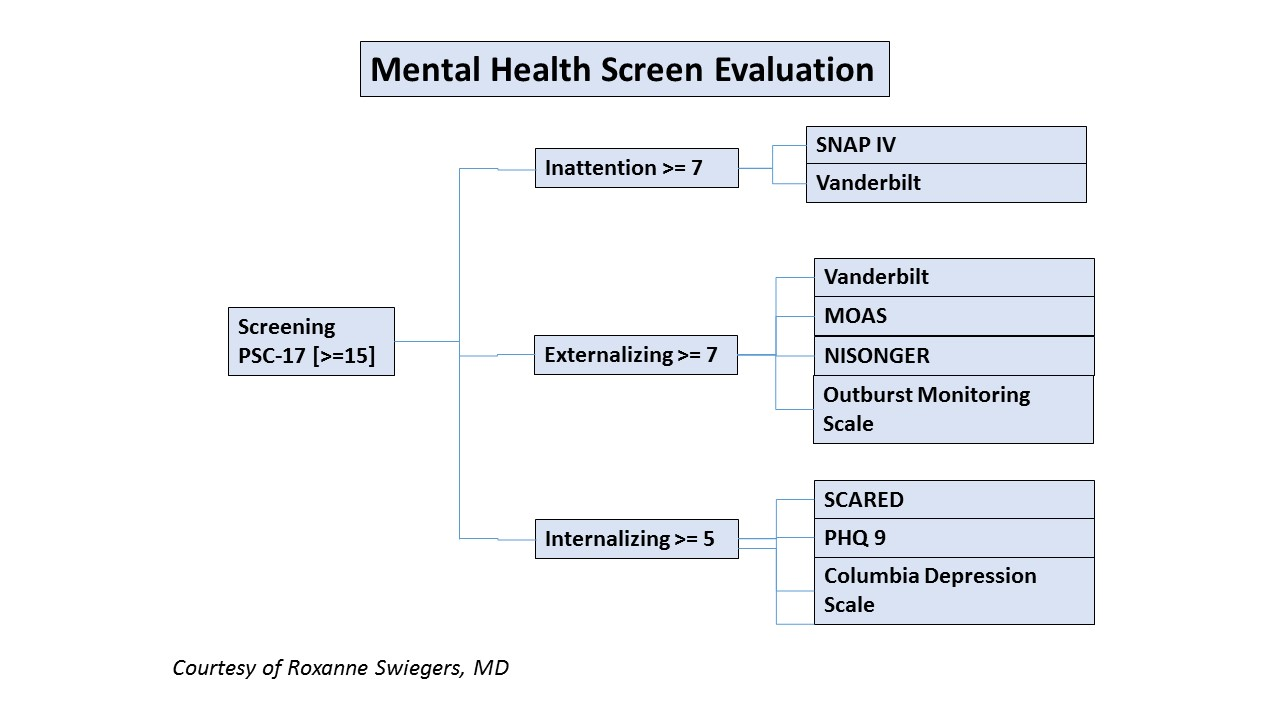 Mental Health Screen Evaluation
Inattention >= 7
SNAP IV
Vanderbilt
Screening
PSC-17 [>=15]
Externalizing >= 7
Vanderbilt
MOAS
NISONGER
Outburst Monitoring
Scale
Internalizing >= 5
SCARED
PHQ 9
Columbia Depression
Scale
Courtesy of Roxanne Swiegers, MD